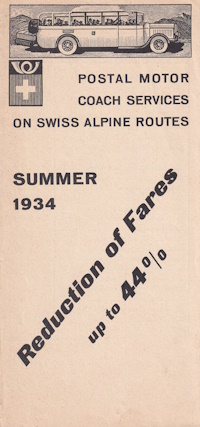 POSTAL MOTOR
COACH SERVICES
ON SWISS ALPINE ROUTES
SUMMER
1934
Reduction of Fares
up to 44%